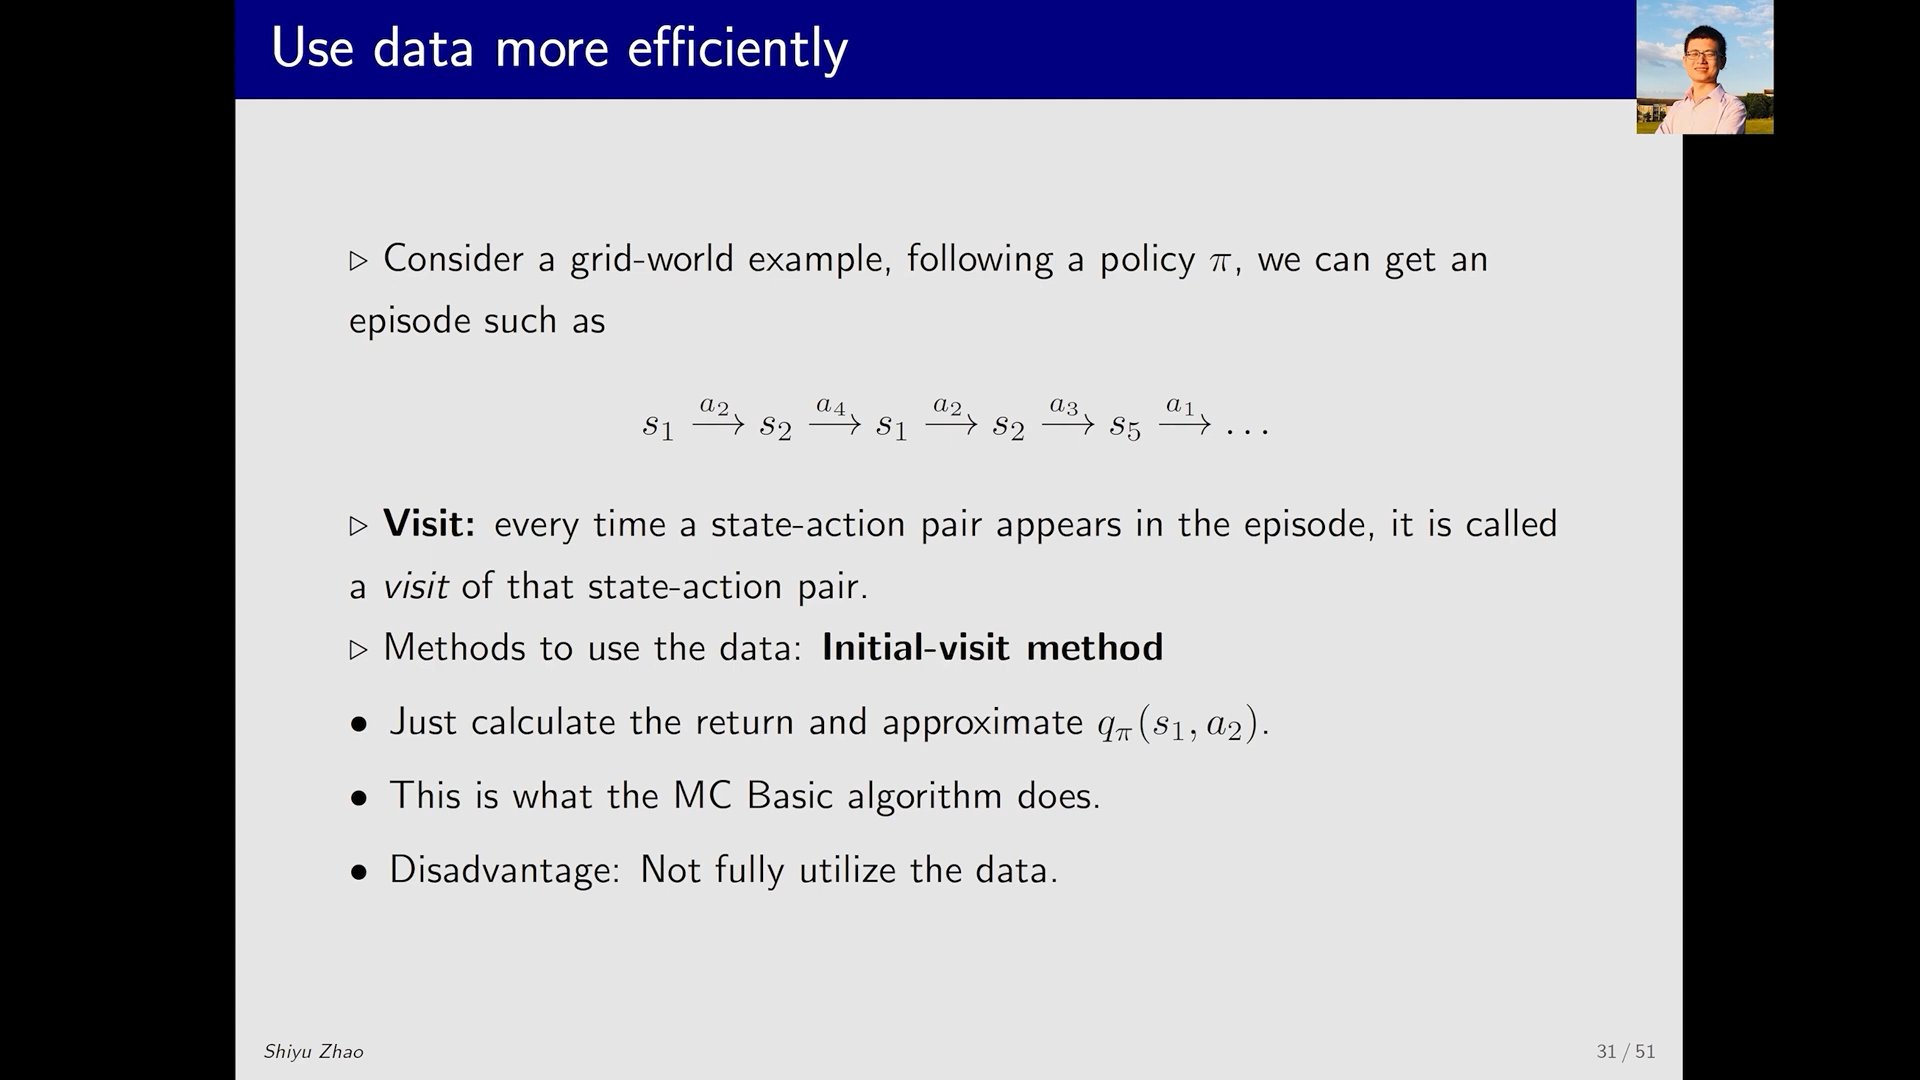 Use data more efficiently
▷ Consider a grid-world example, following a policy π, we can get an
episode such as
s₁ —a₂→ s₂ —a₄→ s₁ —a₂→ s₂ —a₃→ s₅ —a₁→ . . .
▷ Visit: every time a state-action pair appears in the episode, it is called
a visit of that state-action pair.
▷ Methods to use the data: Initial-visit method
• Just calculate the return and approximate qπ(s₁, a₂).
• This is what the MC Basic algorithm does.
• Disadvantage: Not fully utilize the data.
Shiyu Zhao
31 / 51